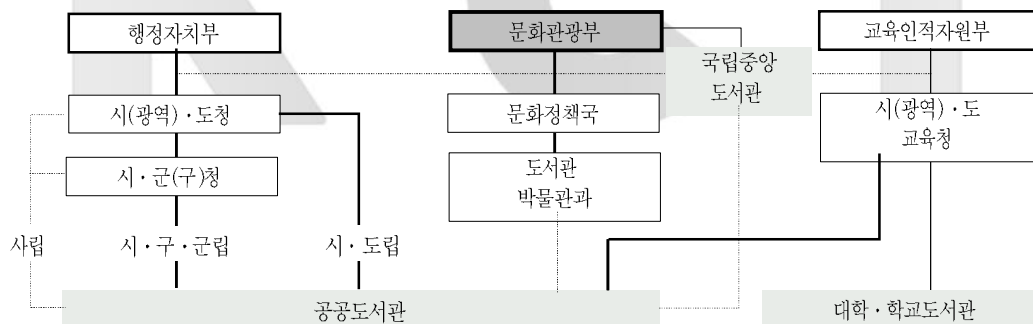 행정자치부
문화관광부
교육인적자원부
국립중앙
도서관
시(광역)·도청
문화정책국
시(광역)·도
교육청
시·군(구)청
도서관
박물관과
사립
시·구·군립
시·도립
공공도서관
대학·학교도서관